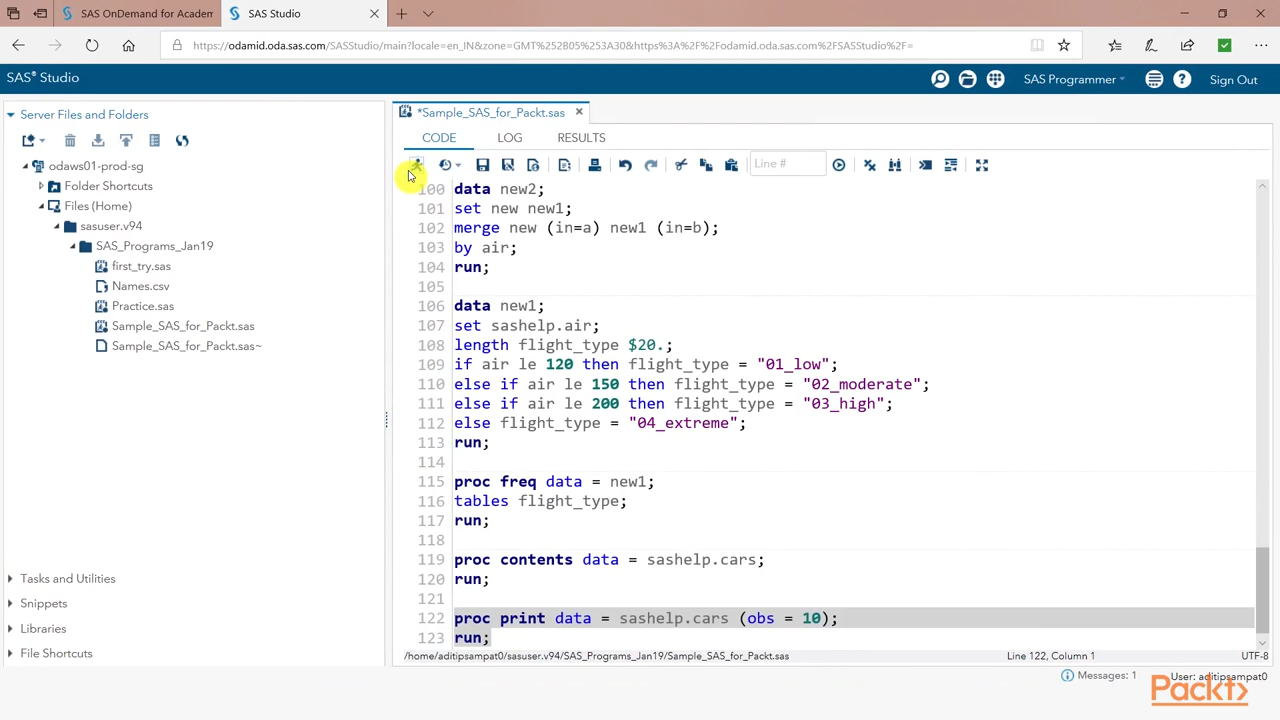 SAS OnDemand for Academ
SAS Studio
https://odamid.oda.sas.com/SASStudio/main?locale=en_IN&zone=GMT%252B05%253A30&https%3A%2F%2Fodamid.oda.sas.com%2FSASStudio%2F=
SAS® Studio
SAS Programmer
Sign Out
Server Files and Folders
odaws01-prod-sg
Folder Shortcuts
Files (Home)
sasuser.v94
SAS_Programs_Jan19
first_try.sas
Names.csv
Practice.sas
Sample_SAS_for_Packt.sas
Sample_SAS_for_Packt.sas~
Tasks and Utilities
Snippets
Libraries
File Shortcuts
*Sample_SAS_for_Packt.sas
CODE LOG RESULTS
Line #
100 data new2;
101 set new new1;
102 merge new (in=a) new1 (in=b);
103 by air;
104 run;
105
106 data new1;
107 set sashelp.air;
108 length flight_type $20.;
109 if air le 120 then flight_type = "01_low";
110 else if air le 150 then flight_type = "02_moderate";
111 else if air le 200 then flight_type = "03_high";
112 else flight_type = "04_extreme";
113 run;
114
115 proc freq data = new1;
116 tables flight_type;
117 run;
118
119 proc contents data = sashelp.cars;
120 run;
121
122 proc print data = sashelp.cars (obs = 10);
123 run;
/home/aditipsampat0/sasuser.v94/SAS_Programs_Jan19/Sample_SAS_for_Packt.sas
Line 122, Column 1
UTF-8
Messages: 1
User: aditipsampat0
Packt>